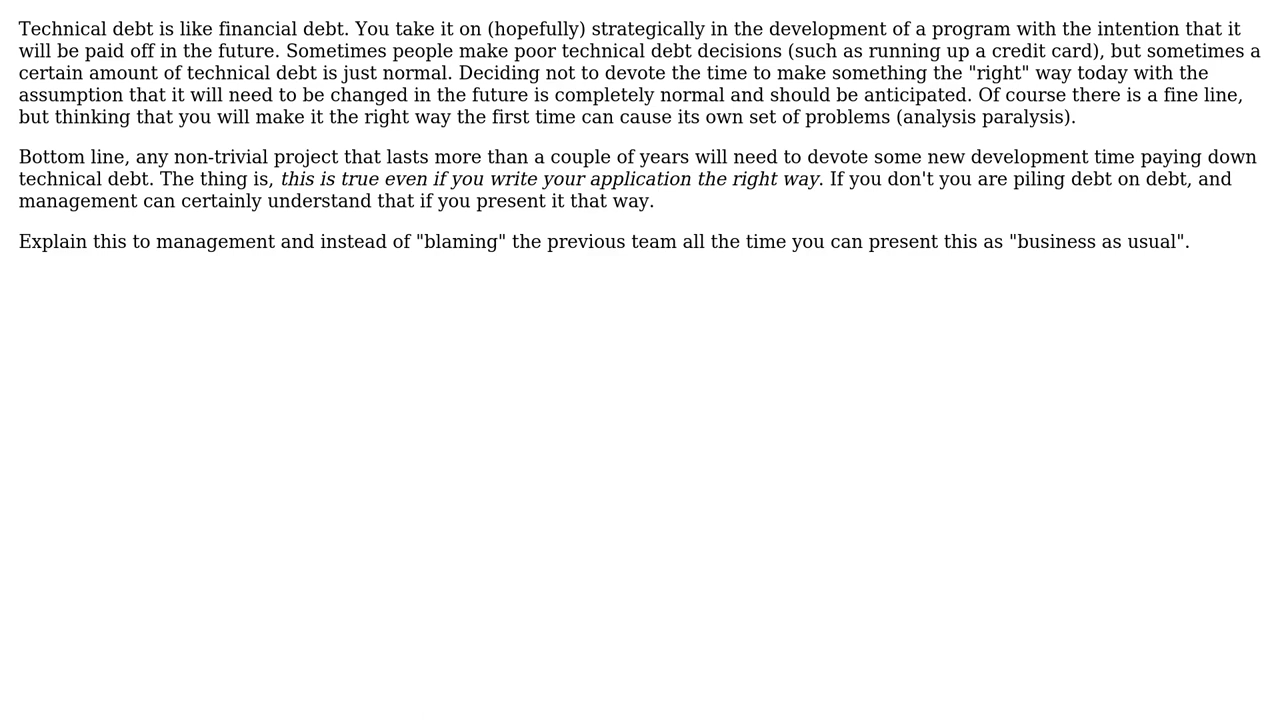 Technical debt is like financial debt. You take it on (hopefully) strategically in the development of a program with the intention that it
will be paid off in the future. Sometimes people make poor technical debt decisions (such as running up a credit card), but sometimes a
certain amount of technical debt is just normal. Deciding not to devote the time to make something the "right" way today with the
assumption that it will need to be changed in the future is completely normal and should be anticipated. Of course there is a fine line,
but thinking that you will make it the right way the first time can cause its own set of problems (analysis paralysis).
Bottom line, any non-trivial project that lasts more than a couple of years will need to devote some new development time paying down
technical debt. The thing is, this is true even if you write your application the right way. If you don't you are piling debt on debt, and
management can certainly understand that if you present it that way.
Explain this to management and instead of "blaming" the previous team all the time you can present this as "business as usual".